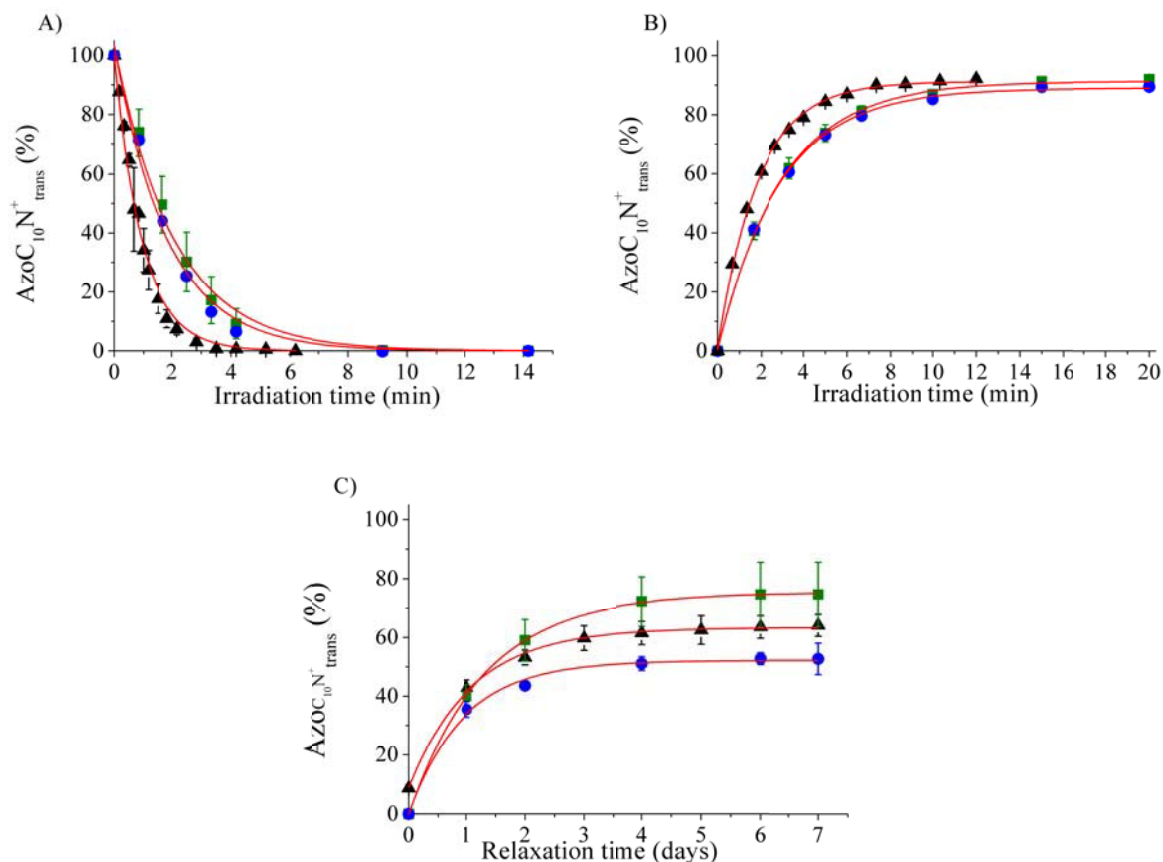 A)
100
80
60
40
20
0
AzoC₁₀N⁺trans (%)
0 2 4 6 8 10 12 14
Irradiation time (min)
B)
100
80
60
40
20
0
AzoC₁₀N⁺trans (%)
0 2 4 6 8 10 12 14 16 18 20
Irradiation time (min)
C)
100
80
60
40
20
0
AzoC₁₀N⁺trans (%)
0 1 2 3 4 5 6 7
Relaxation time (days)